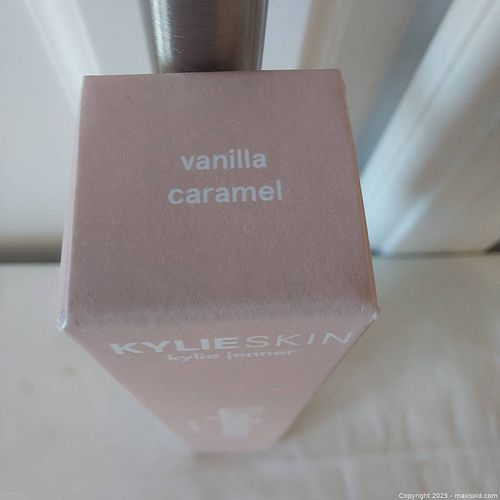 vanilla
caramel
KYLIESKIN
kylie jenner
Copyright 2025 - maxsold.com